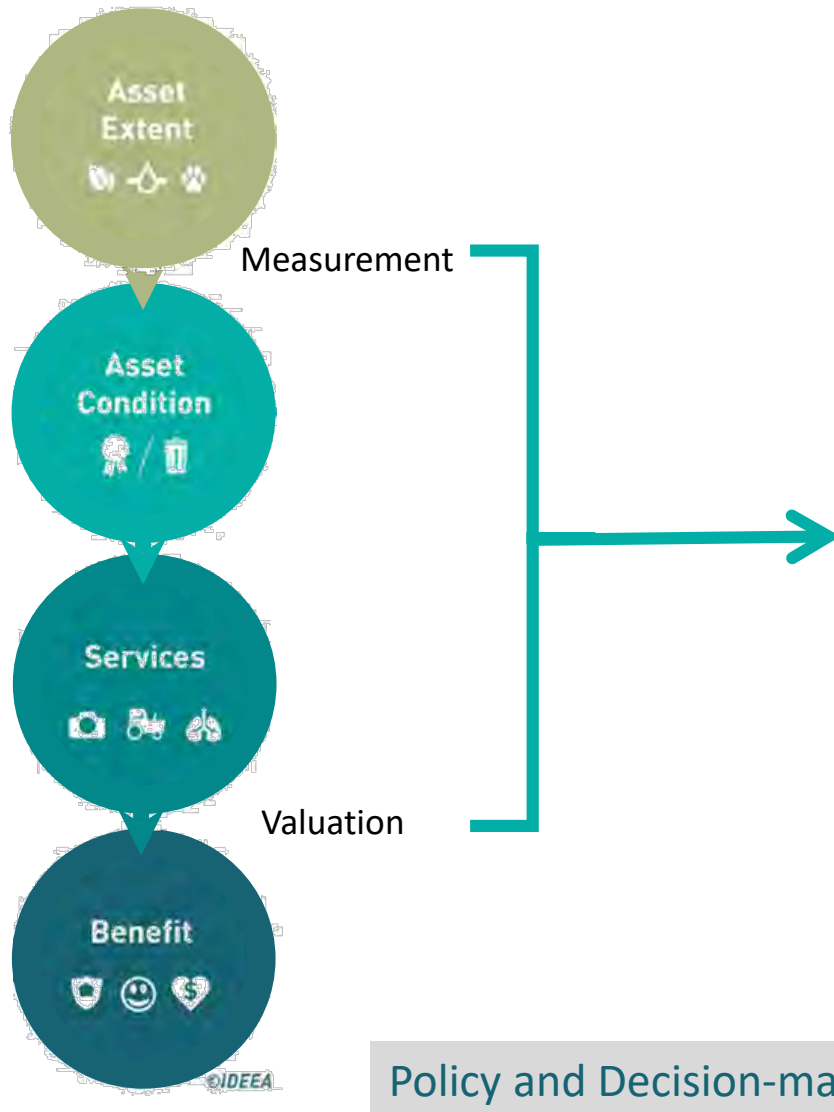 Asset
Extent
Measurement
Asset
Condition
Services
Valuation
Benefit
$
©IDEEA
Policy and Decision-ma